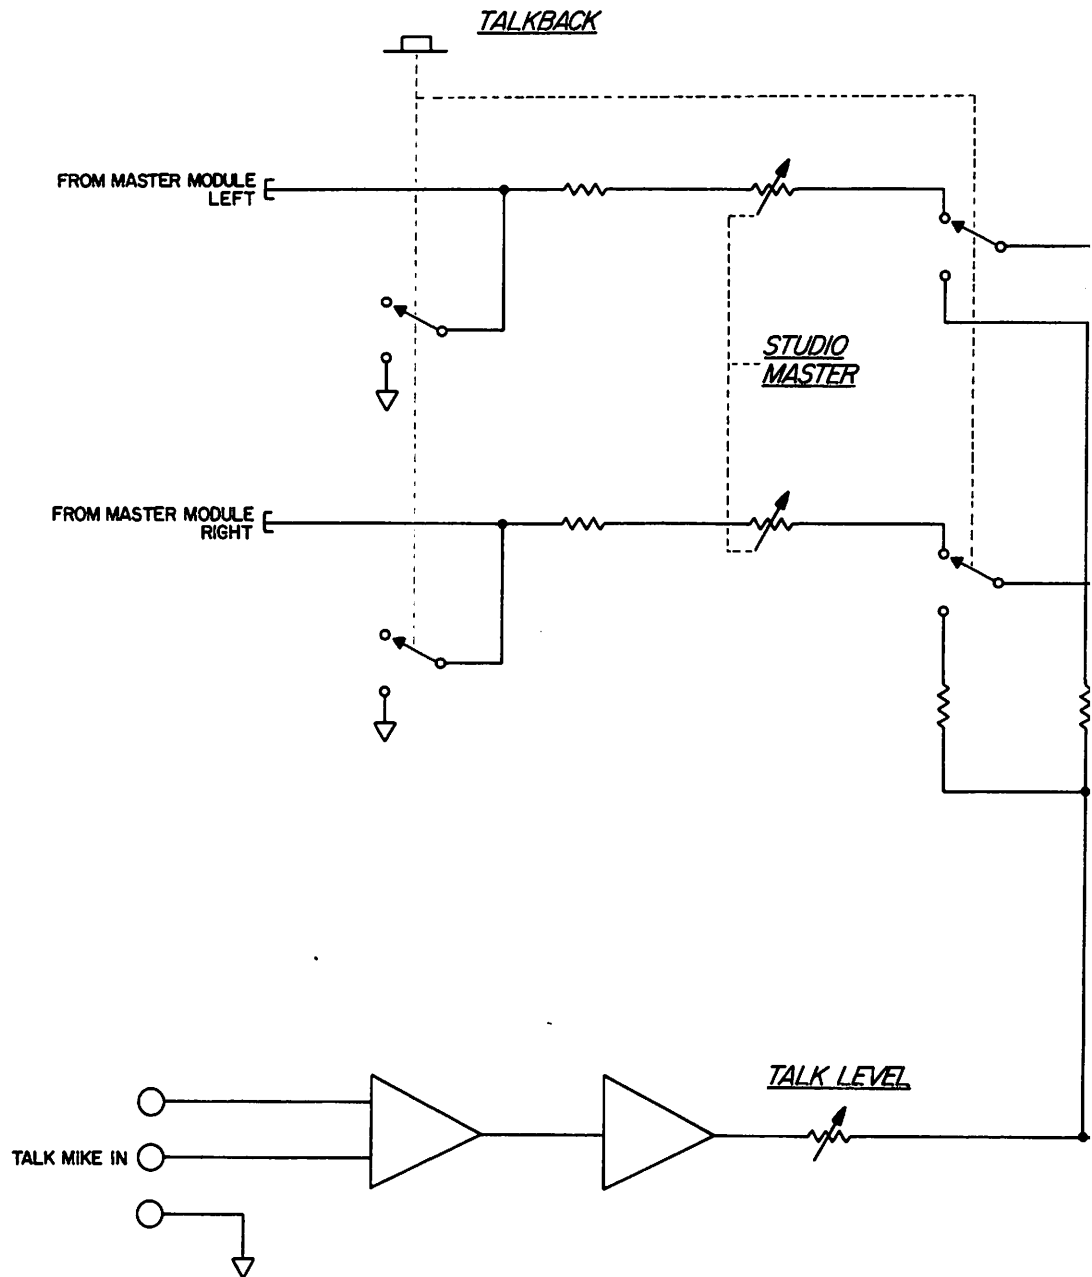 TALKBACK
FROM MASTER MODULE
LEFT
STUDIO
MASTER
FROM MASTER MODULE
RIGHT
TALK LEVEL
TALK MIKE IN